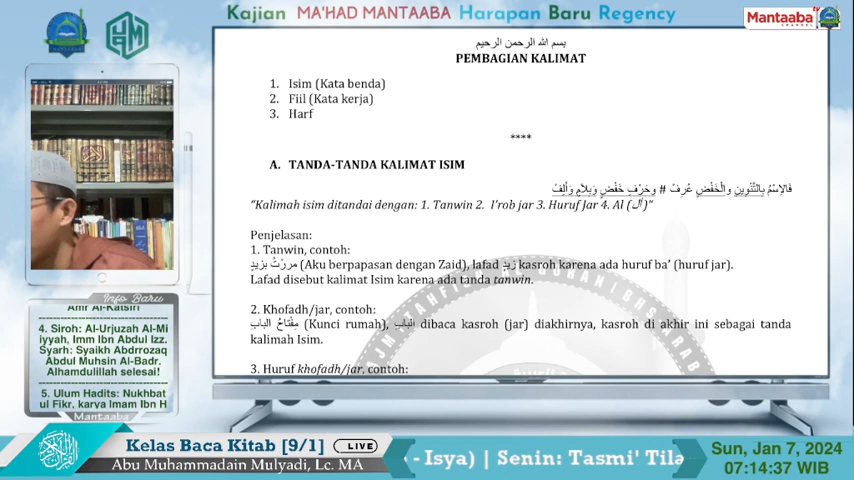 Kajian MA'HAD MANTAABA Harapan Baru Regency
Mantaaba tv
CHANNEL
بسم الله الرحمن الرحيم
PEMBAGIAN KALIMAT
1. Isim (Kata benda)
2. Fiil (Kata kerja)
3. Harf
****
A. TANDA-TANDA KALIMAT ISIM
فَالِاسْمُ بِالتَّنْوِيْنِ وَالْخَفْضِ عُرِفْ # وَحَرْفِ خَفْضٍ وَبِلَامٍ وَأَلِفْ
"Kalimah isim ditandai dengan: 1. Tanwin 2. I'rob jar 3. Huruf Jar 4. Al (أل)"
Penjelasan:
1. Tanwin, contoh:
مررْتُ بزيدٍ (Aku berpapasan dengan Zaid), lafad زيدٍ kasroh karena ada huruf ba' (huruf jar).
Lafad disebut kalimat Isim karena ada tanda tanwin.
2. Khofadh/jar, contoh:
مِفْتاحُ البابِ (Kunci rumah), البابِ dibaca kasroh (jar) diakhirnya, kasroh di akhir ini sebagai tanda
kalimah Isim.
3. Huruf khofadh/jar, contoh:
Info Baru
Amr Al-Katsiri
4. Siroh: Al-Urjuzah Al-Mi
iyyah, Imm Ibn Abdul Izz.
Syarh: Syaikh Abdrrozaq
Abdul Muhsin Al-Badr.
Alhamdulillah selesai!
5. Ulum Hadits: Nukhbat
ul Fikr, karya Imam Ibn H
Mantaaba
Kelas Baca Kitab [9/1] LIVE
Abu Muhammadain Mulyadi, Lc. MA
- Isya) | Senin: Tasmi' Tila
Sun, Jan 7, 2024
07:14:37 WIB